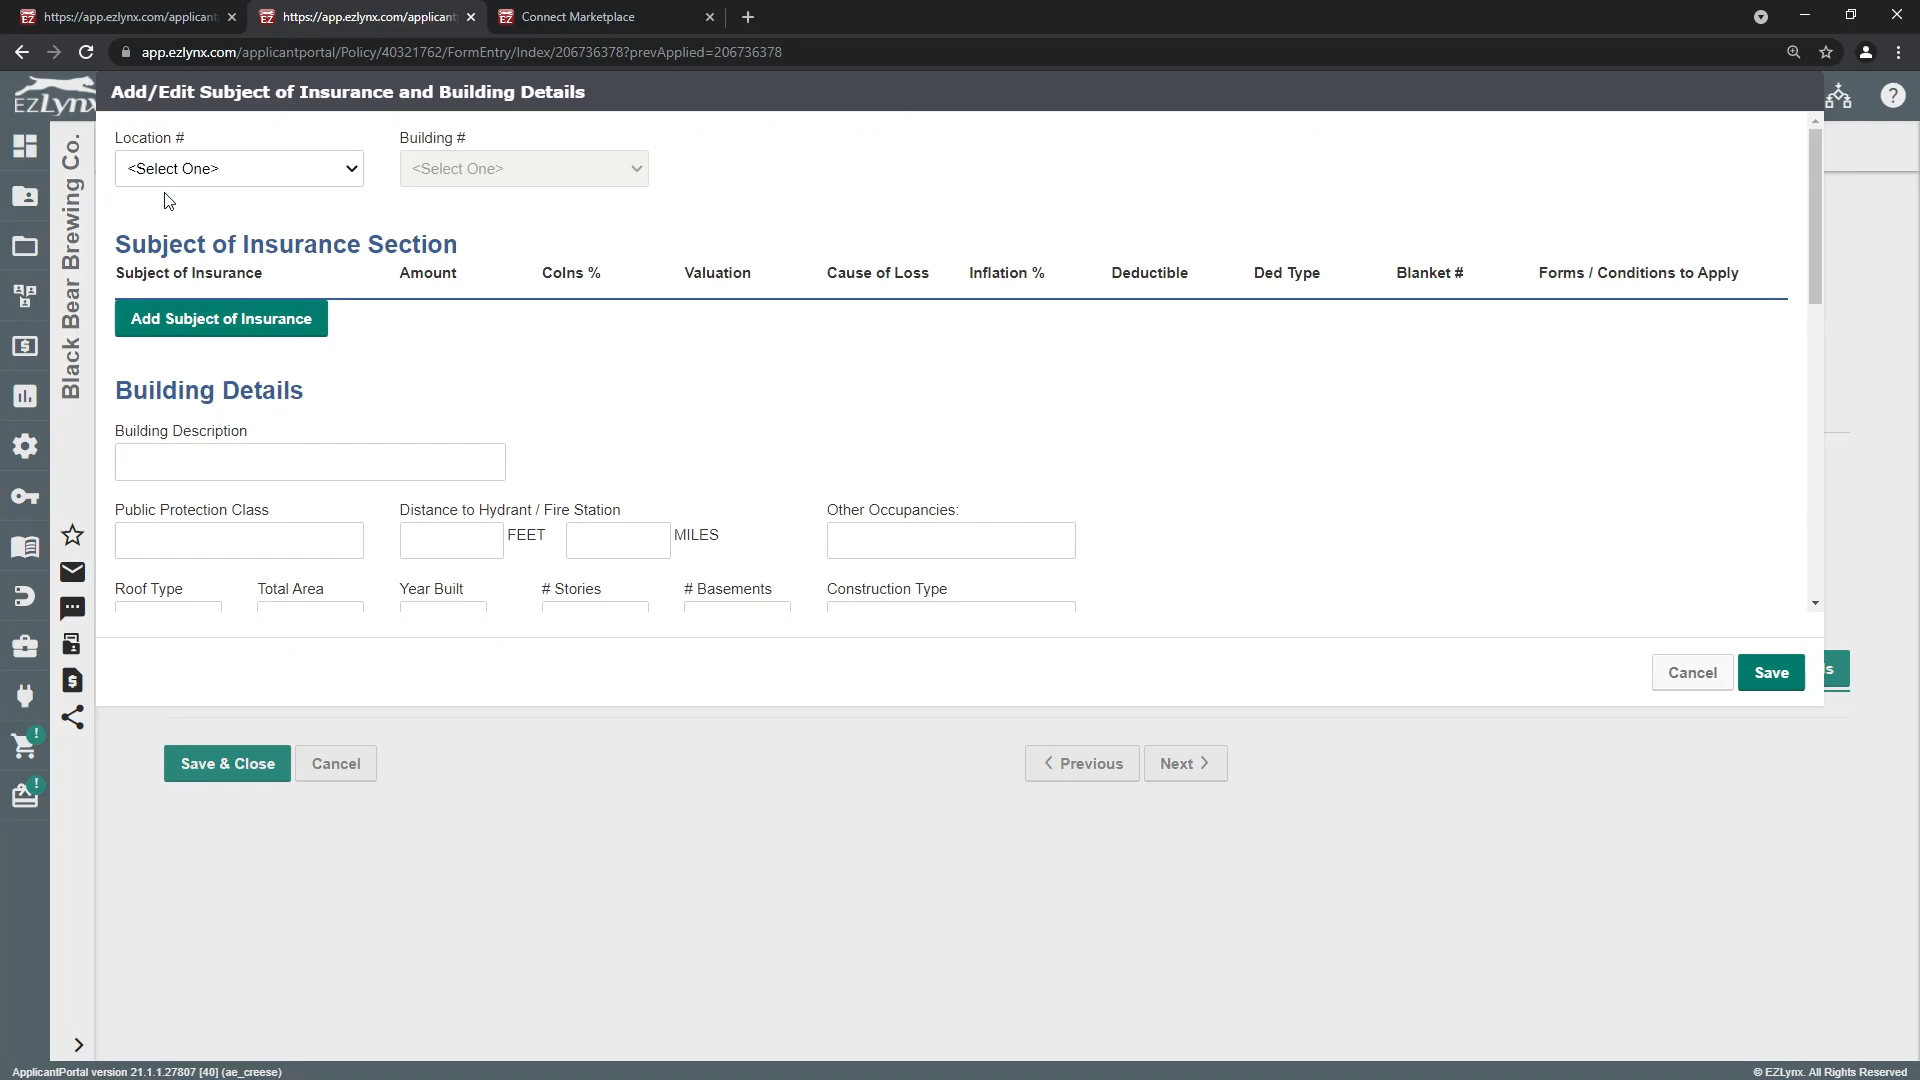 https://app.ezlynx.com/applicant
https://app.ezlynx.com/applicant
Connect Marketplace
app.ezlynx.com/applicantportal/Policy/40321762/FormEntry/Index/206736378?prevApplied=206736378
EZLynx
Add/Edit Subject of Insurance and Building Details
Black Bear Brewing Co.
Location #
Building #
<Select One>
<Select One>
Subject of Insurance Section
Subject of Insurance
Amount
CoIns %
Valuation
Cause of Loss
Inflation %
Deductible
Ded Type
Blanket #
Forms / Conditions to Apply
Add Subject of Insurance
Building Details
Building Description
Public Protection Class
Distance to Hydrant / Fire Station
Other Occupancies:
FEET
MILES
Roof Type
Total Area
Year Built
# Stories
# Basements
Construction Type
Cancel
Save
s
Save & Close
Cancel
Previous
Next
ApplicantPortal version 21.1.1.27807 [40] (ae_creese)
© EZLynx. All Rights Reserved